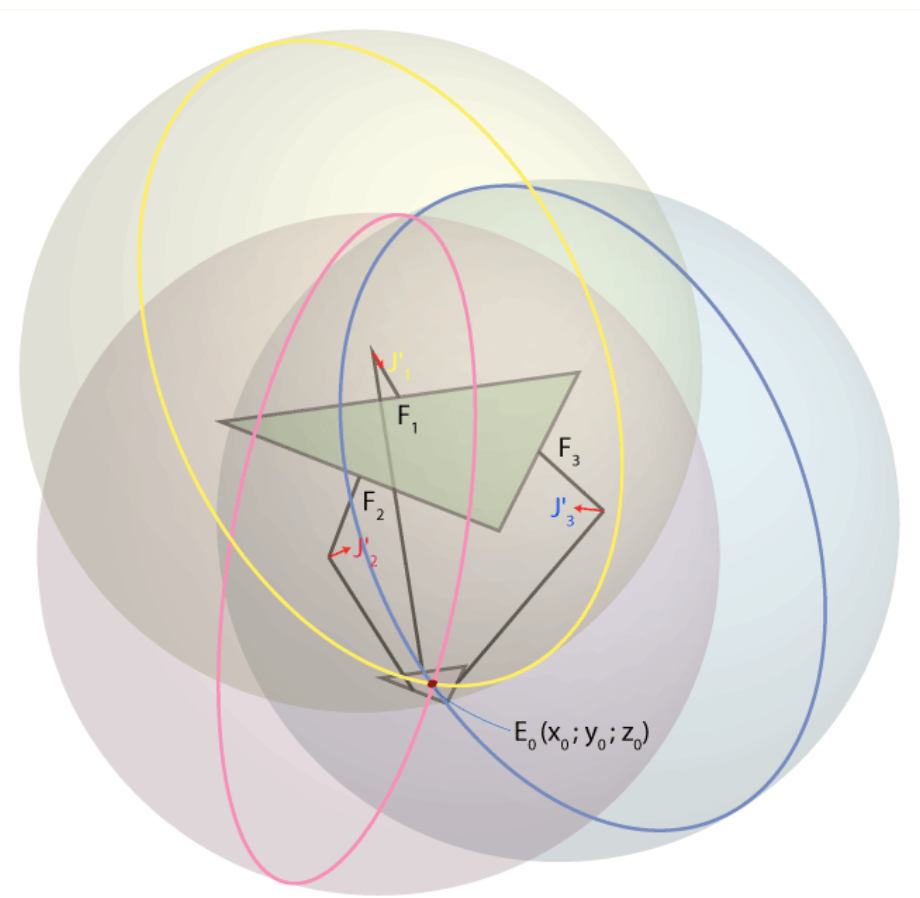 J'₁
F₁
F₃
F₂
J'₃
J'₂
E₀ (x₀; y₀; z₀)